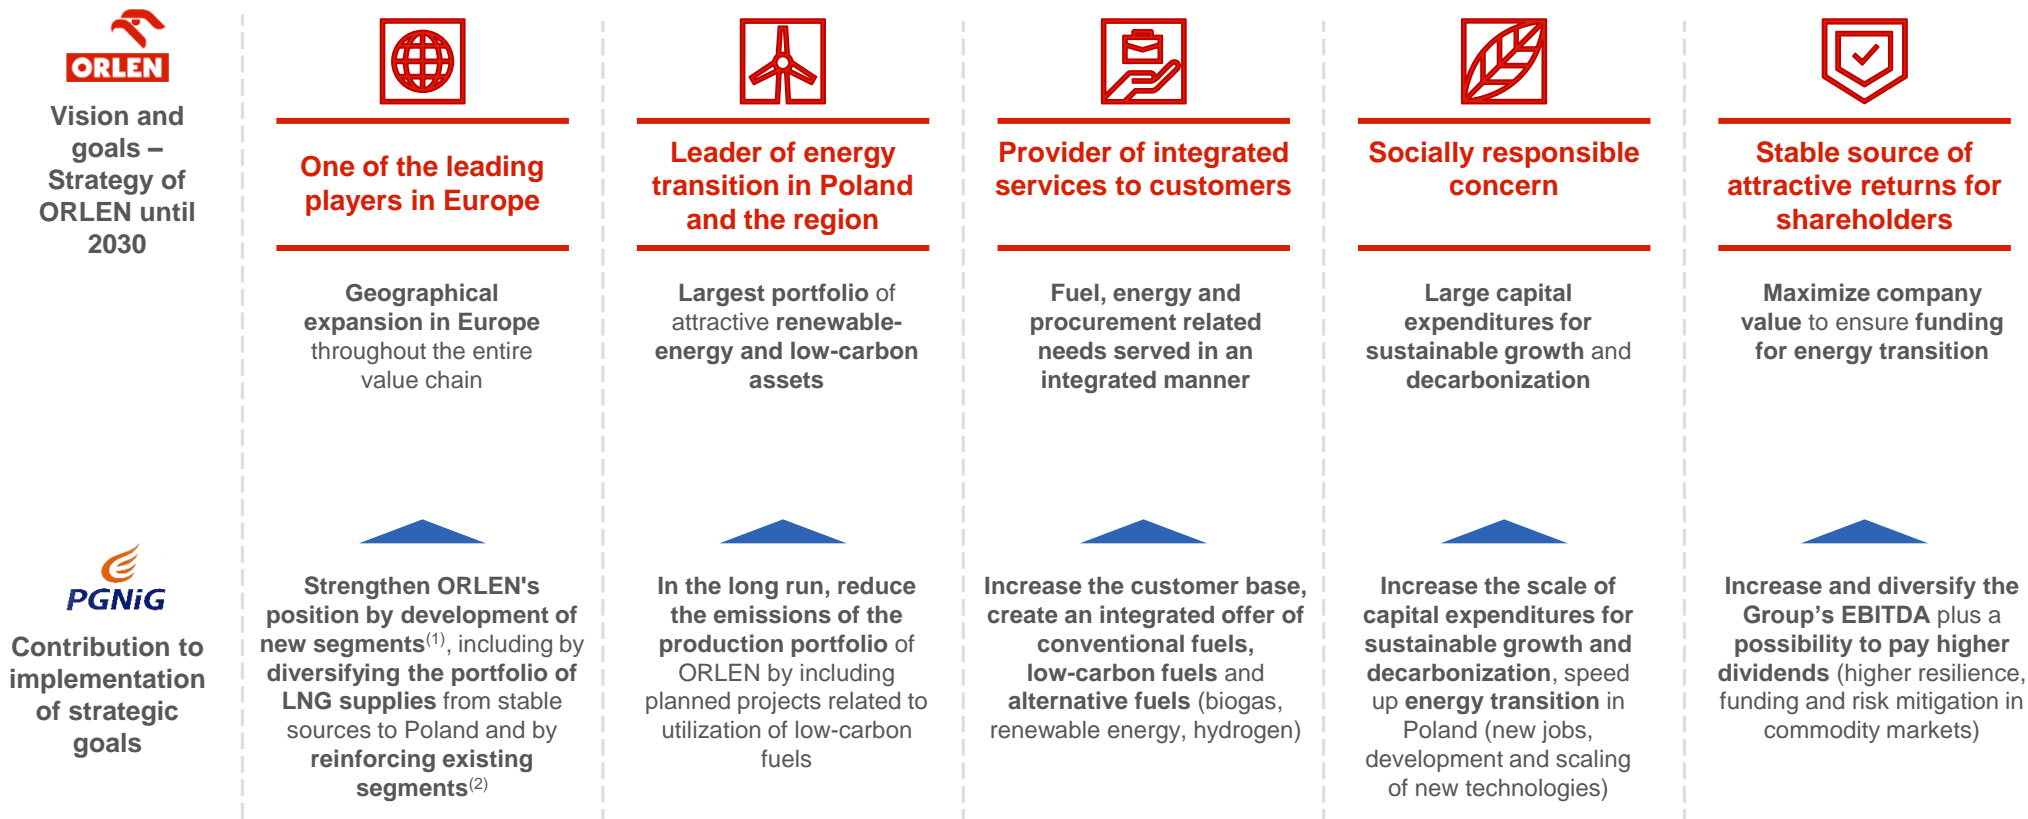 ORLEN
Vision and
goals –
Strategy of
ORLEN until
2030
One of the leading
players in Europe
Geographical
expansion in Europe
throughout the entire
value chain
Leader of energy
transition in Poland
and the region
Largest portfolio of
attractive renewable-
energy and low-carbon
assets
Provider of integrated
services to customers
Fuel, energy and
procurement related
needs served in an
integrated manner
Socially responsible
concern
Large capital
expenditures for
sustainable growth and
decarbonization
Stable source of
attractive returns for
shareholders
Maximize company
value to ensure funding
for energy transition
PGNiG
Contribution to
implementation
of strategic
goals
Strengthen ORLEN's
position by development of
new segments(1), including by
diversifying the portfolio of
LNG supplies from stable
sources to Poland and by
reinforcing existing
segments(2)
In the long run, reduce
the emissions of the
production portfolio of
ORLEN by including
planned projects related to
utilization of low-carbon
fuels
Increase the customer base,
create an integrated offer of
conventional fuels,
low-carbon fuels and
alternative fuels (biogas,
renewable energy, hydrogen)
Increase the scale of
capital expenditures for
sustainable growth and
decarbonization, speed
up energy transition in
Poland (new jobs,
development and scaling
of new technologies)
Increase and diversify the
Group’s EBITDA plus a
possibility to pay higher
dividends (higher resilience,
funding and risk mitigation in
commodity markets)